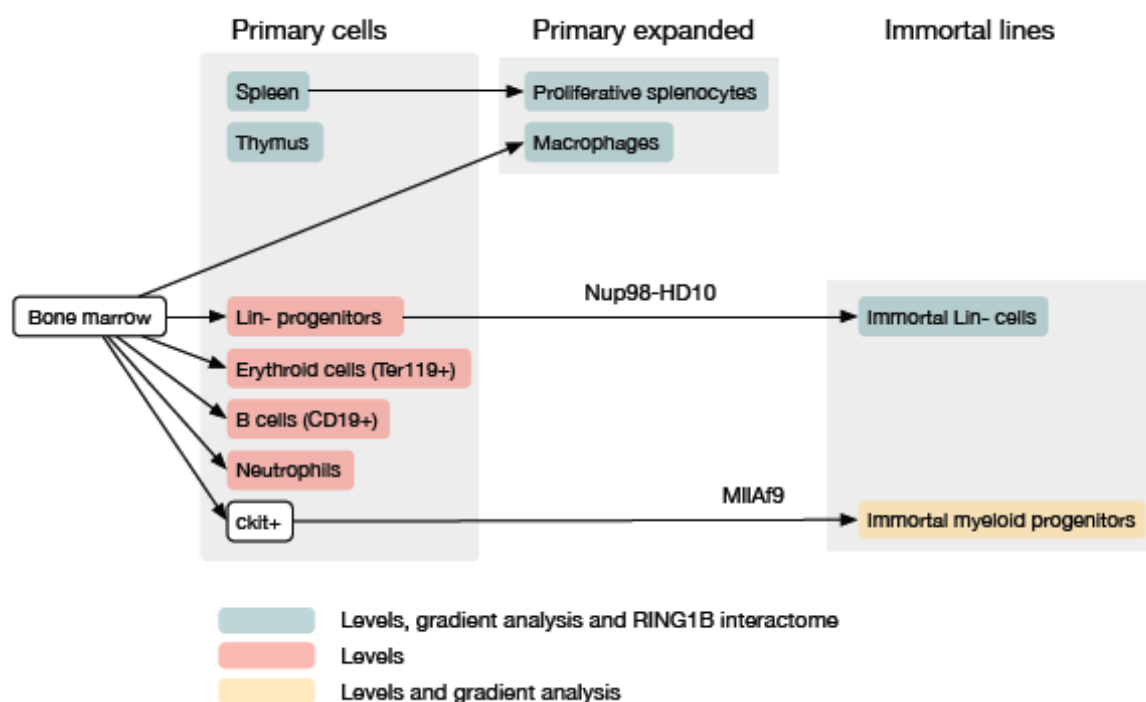 Primary cells
Primary expanded
Immortal lines
Spleen
Proliferative splenocytes
Thymus
Macrophages
Nup98-HD10
Bone marrow
Lin- progenitors
Immortal Lin- cells
Erythroid cells (Ter119+)
B cells (CD19+)
Neutrophils
MllAf9
ckit+
Immortal myeloid progenitors
Levels, gradient analysis and RING1B interactome
Levels
Levels and gradient analysis